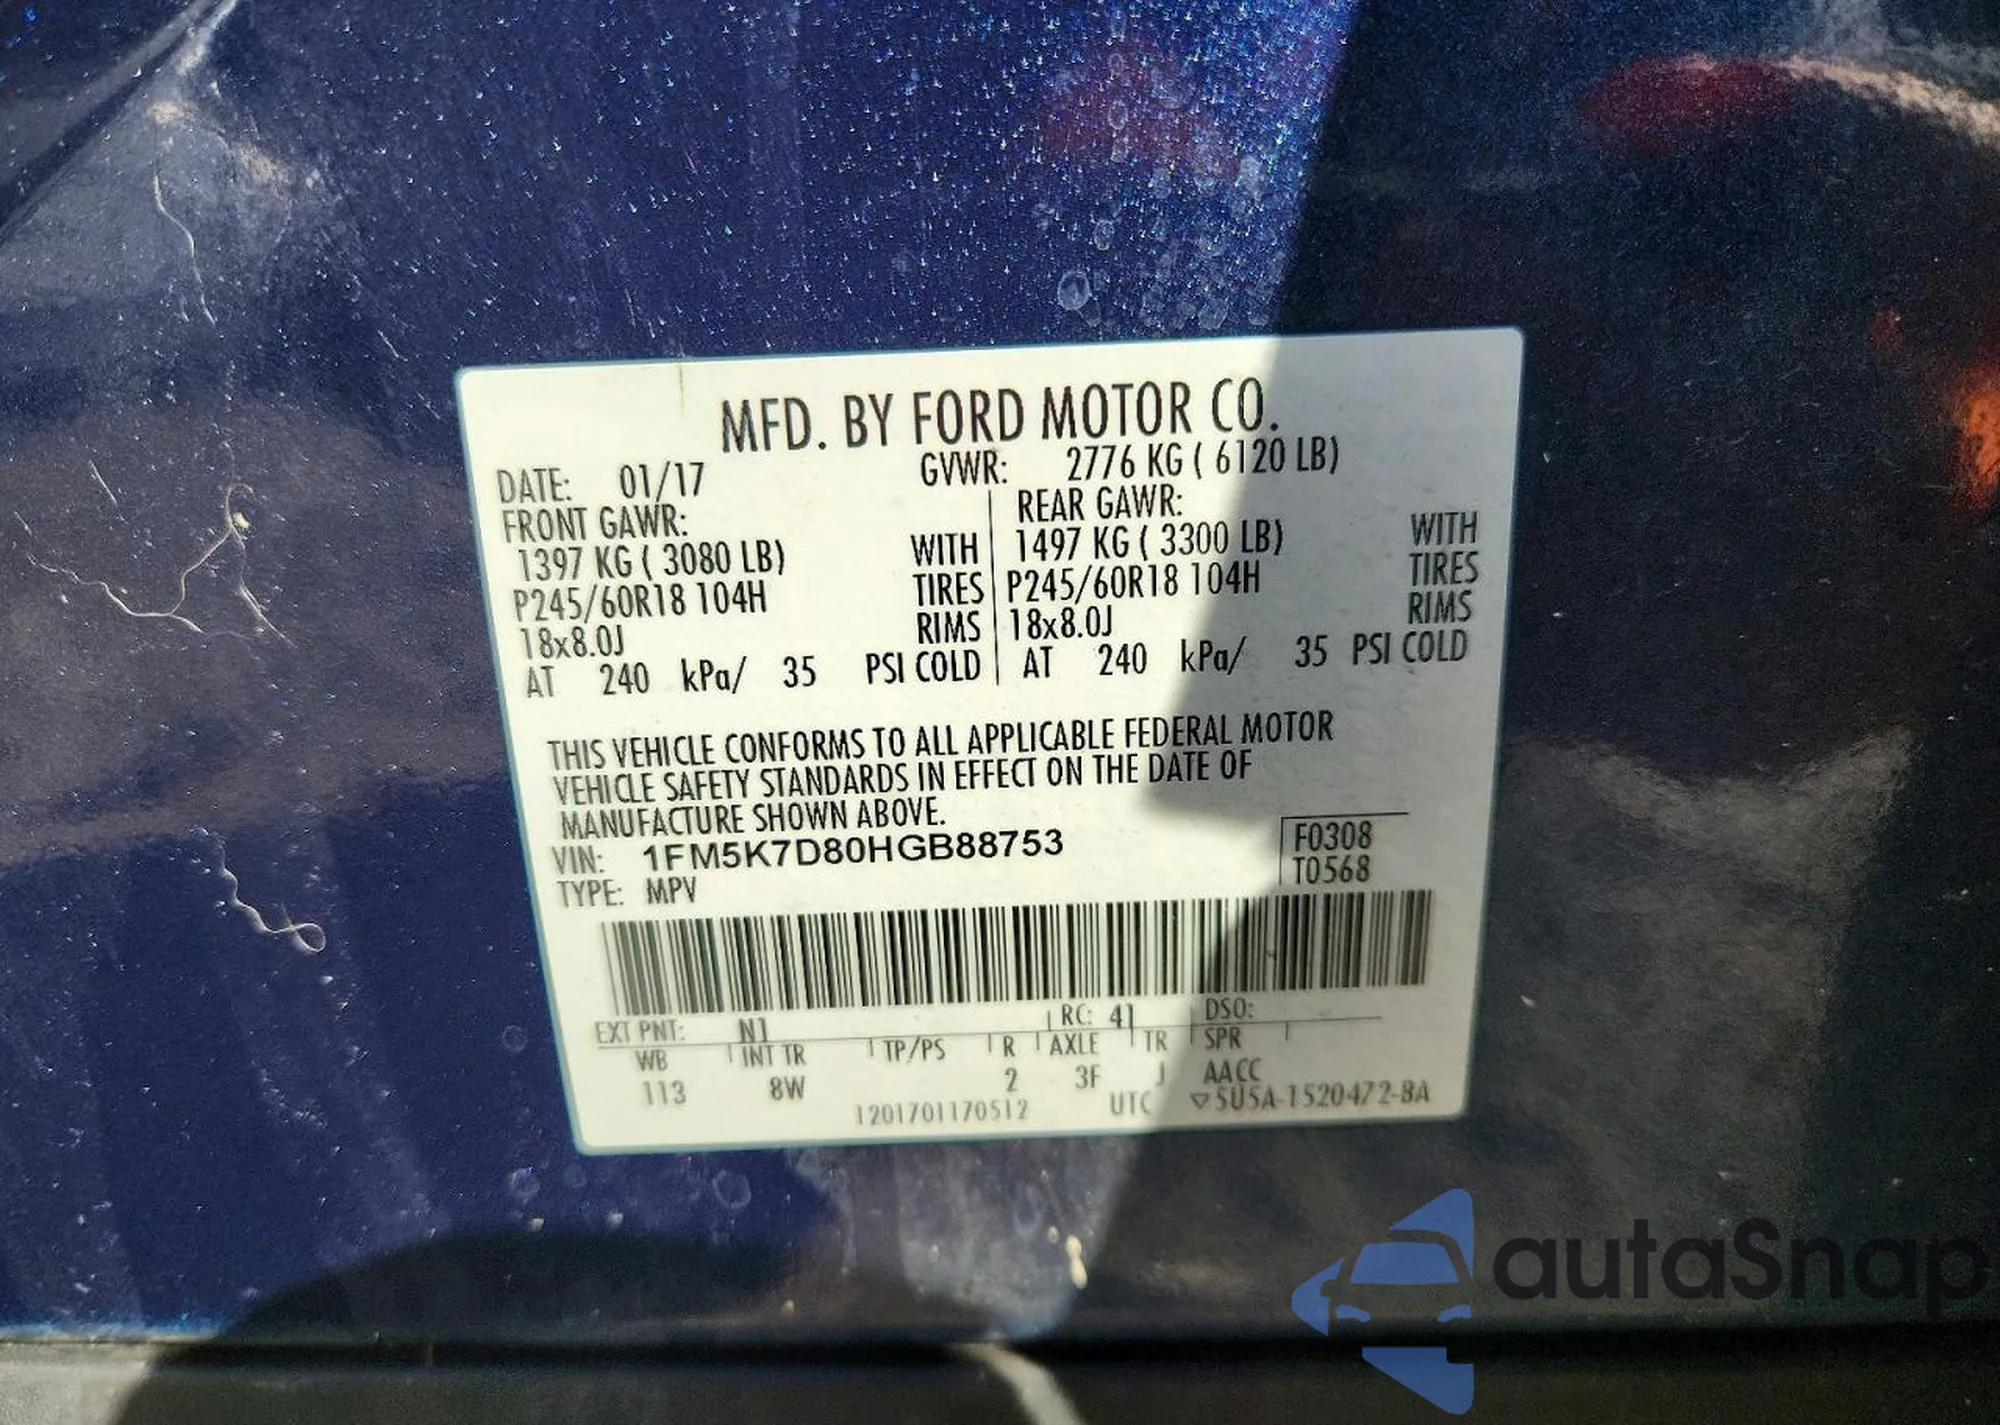 MFD. BY FORD MOTOR CO.
DATE: 01/17 GVWR: 2776 KG ( 6120 LB)
FRONT GAWR: REAR GAWR:
1397 KG ( 3080 LB) WITH 1497 KG ( 3300 LB) WITH
P245/60R18 104H TIRES P245/60R18 104H TIRES
18x8.0J RIMS 18x8.0J RIMS
AT 240 kPa/ 35 PSI COLD AT 240 kPa/ 35 PSI COLD
THIS VEHICLE CONFORMS TO ALL APPLICABLE FEDERAL MOTOR
VEHICLE SAFETY STANDARDS IN EFFECT ON THE DATE OF
MANUFACTURE SHOWN ABOVE.
VIN: 1FM5K7D80HGB88753 F0308
TYPE: MPV T0568
EXT PNT: N1 RC: 41 DSO:
WB INT TR TP/PS R AXLE TR SPR
113 8W 2 3F J AACC
1201701170512 UTC ▽5U5A-1520472-BA
autaSnap